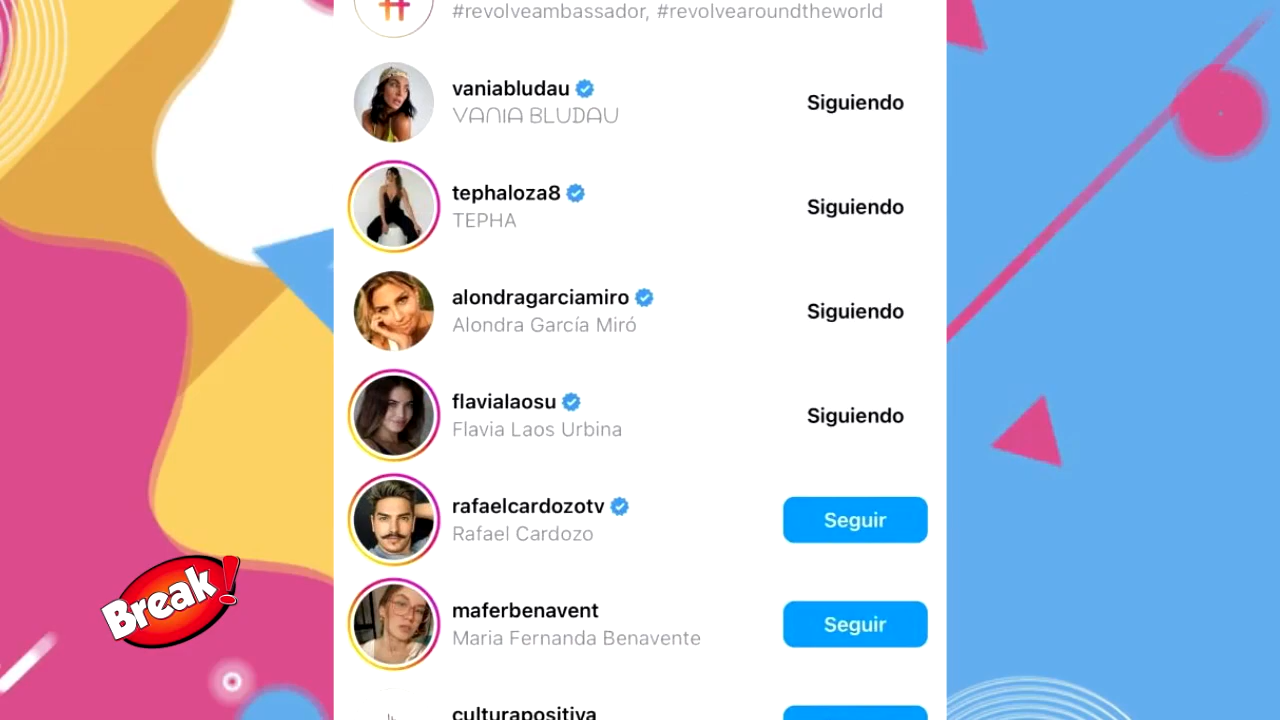 #revolveambassador, #revolvearoundtheworld
vaniabludau
VANIA BLUDAU
Siguiendo
tephaloza8
TEPHA
Siguiendo
alondragarciamiro
Alondra García Miró
Siguiendo
flavialaosu
Flavia Laos Urbina
Siguiendo
rafaelcardozotv
Rafael Cardozo
Seguir
maferbenavent
Maria Fernanda Benavente
Seguir
culturapositiva
Break!